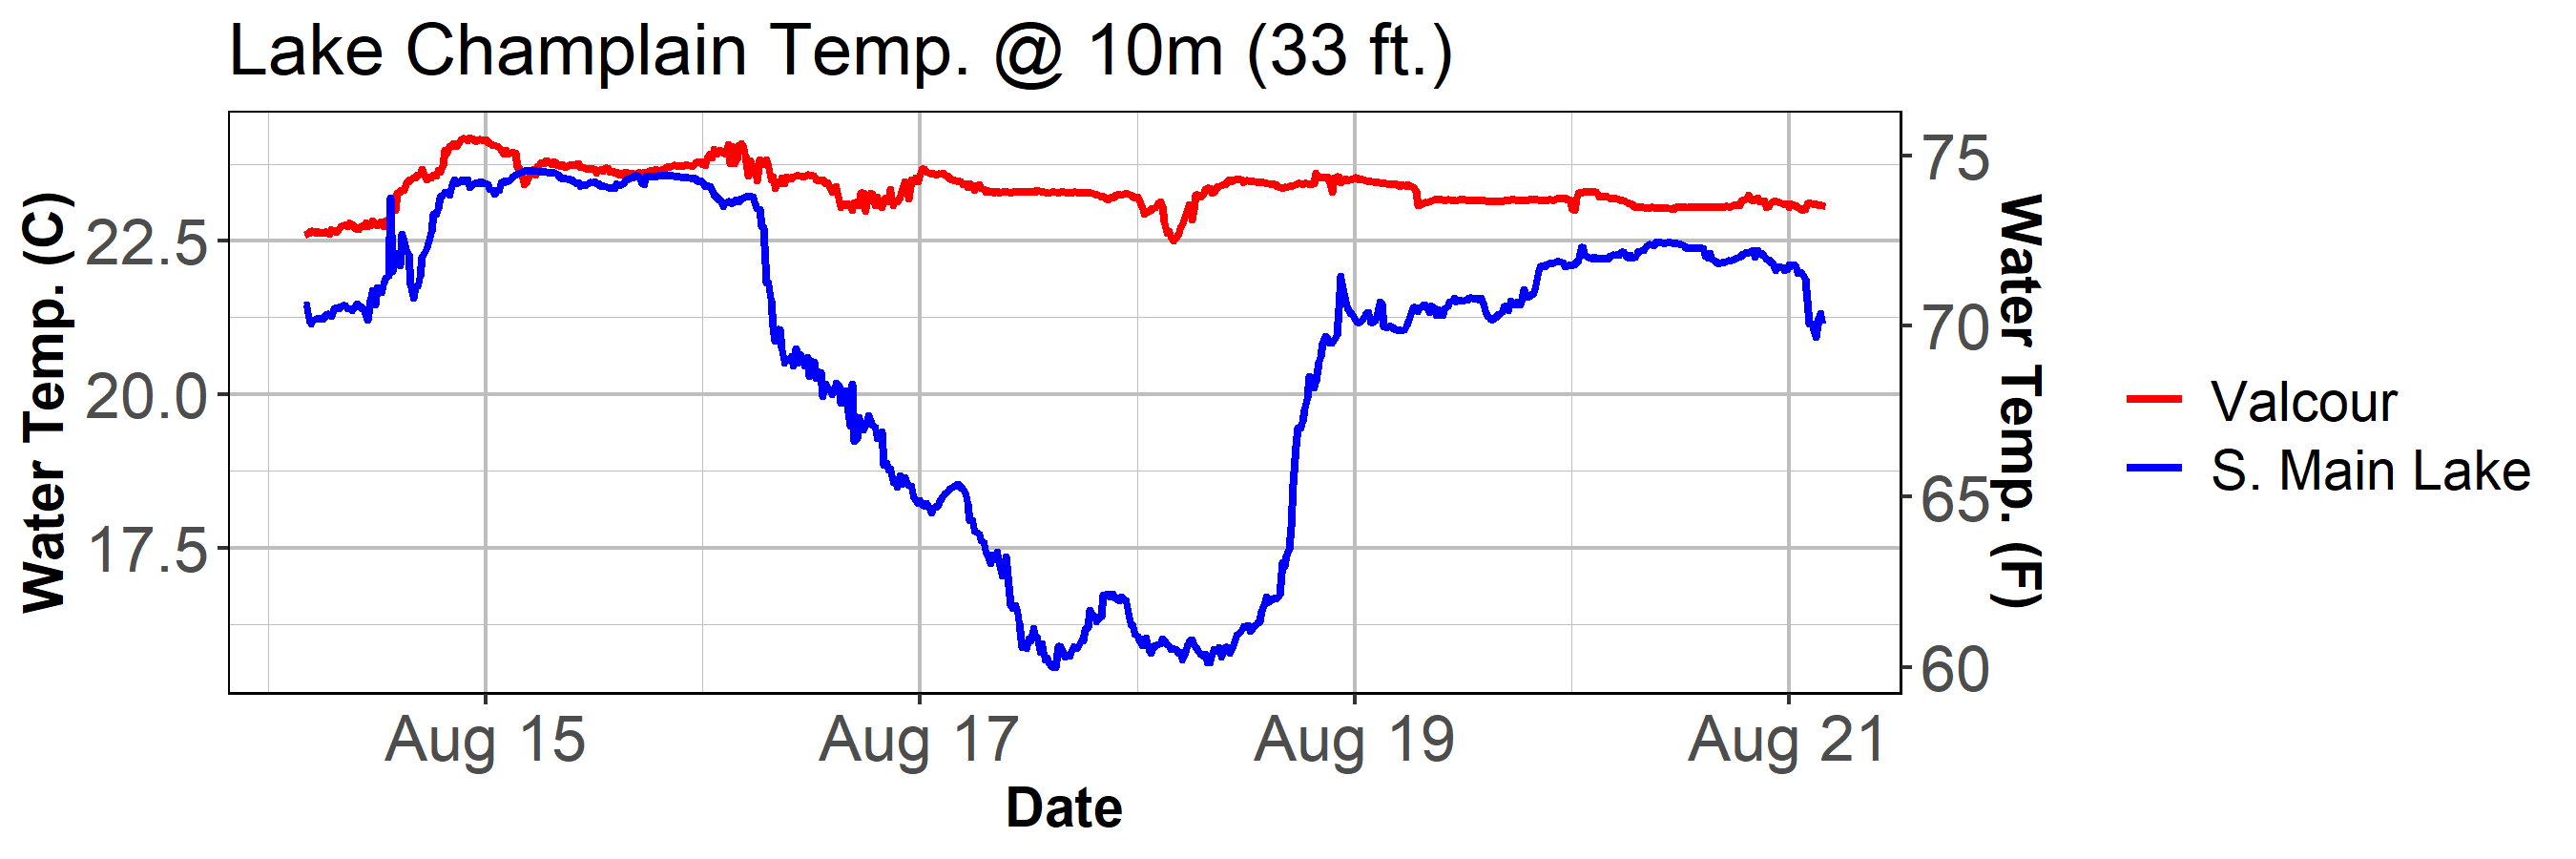 Lake Champlain Temp. @ 10m (33 ft.)
Water Temp. (C)
22.5
20.0
17.5
75
70
65
60
Water Temp. (F)
Aug 15
Aug 17
Aug 19
Aug 21
Date
Valcour
S. Main Lake